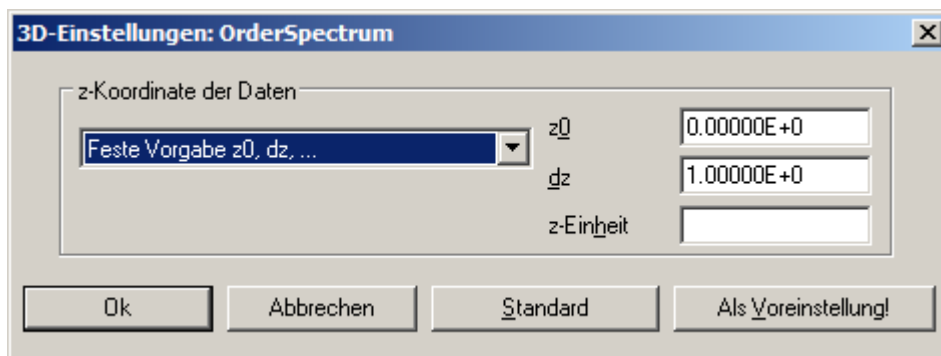 3D-Einstellungen: OrderSpectrum
z-Koordinate der Daten
Feste Vorgabe z0, dz, ...
z0 0.00000E+0
dz 1.00000E+0
z-Einheit
Ok Abbrechen Standard Als Voreinstellung!